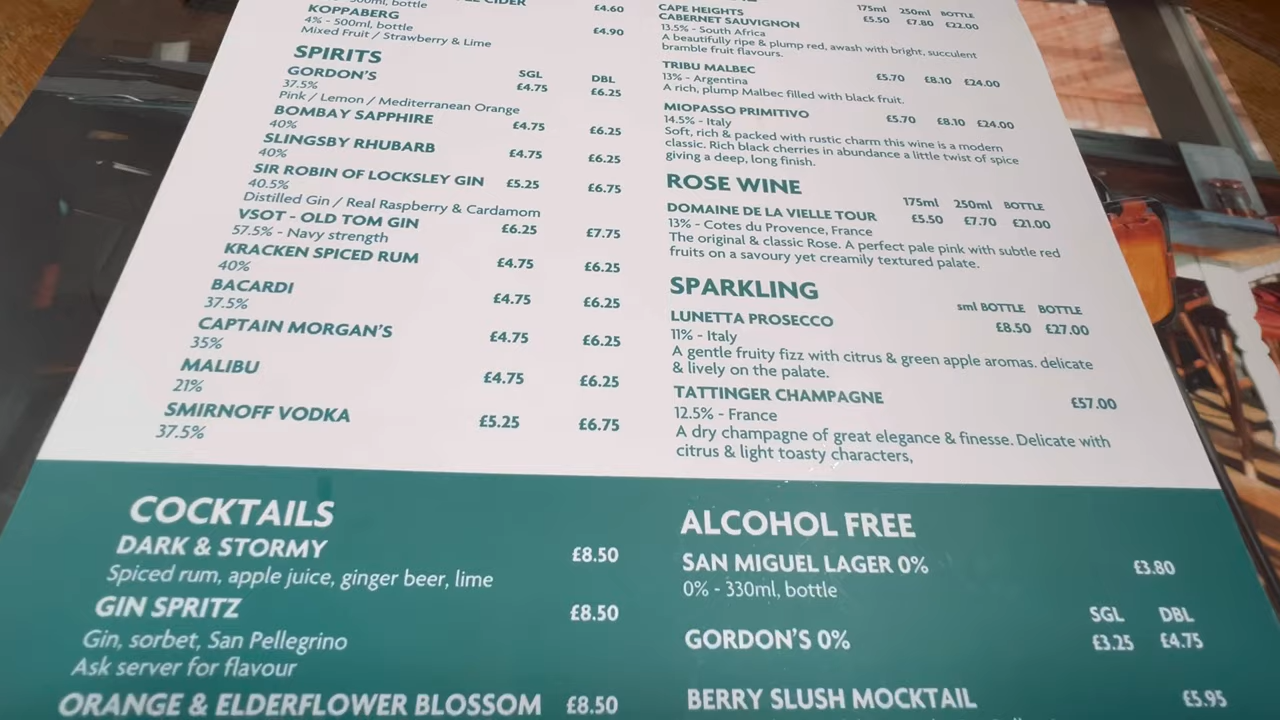 CIDER
500ml, bottle
£4.60
KOPPABERG
4% - 500ml, bottle
£4.90
Mixed Fruit / Strawberry & Lime
SPIRITS
SGL DBL
GORDON'S £4.75 £6.25
37.5%
Pink / Lemon / Mediterranean Orange
BOMBAY SAPPHIRE £4.75 £6.25
40%
SLINGSBY RHUBARB £4.75 £6.25
40%
SIR ROBIN OF LOCKSLEY GIN £5.25 £6.75
40.5%
Distilled Gin / Real Raspberry & Cardamom
VSOT - OLD TOM GIN £6.25 £7.75
57.5% - Navy strength
KRACKEN SPICED RUM £4.75 £6.25
40%
BACARDI £4.75 £6.25
37.5%
CAPTAIN MORGAN'S £4.75 £6.25
35%
MALIBU £4.75 £6.25
21%
SMIRNOFF VODKA £5.25 £6.75
37.5%
175ml 250ml BOTTLE
CAPE HEIGHTS £5.50 £7.80 £22.00
CABERNET SAUVIGNON
13.5% - South Africa
A beautifully ripe & plump red, awash with bright, succulent
bramble fruit flavours.
TRIBU MALBEC £5.70 £8.10 £24.00
13% - Argentina
A rich, plump Malbec filled with black fruit.
MIOPASSO PRIMITIVO £5.70 £8.10 £24.00
14.5% - Italy
Soft, rich & packed with rustic charm this wine is a modern
classic. Rich black cherries in abundance a little twist of spice
giving a deep, long finish.
ROSE WINE
175ml 250ml BOTTLE
DOMAINE DE LA VIELLE TOUR £5.50 £7.70 £21.00
13% - Cotes du Provence, France
The original & classic Rose. A perfect pale pink with subtle red
fruits on a savoury yet creamily textured palate.
SPARKLING
sml BOTTLE BOTTLE
LUNETTA PROSECCO £8.50 £27.00
11% - Italy
A gentle fruity fizz with citrus & green apple aromas. delicate
& lively on the palate.
TATTINGER CHAMPAGNE £57.00
12.5% - France
A dry champagne of great elegance & finesse. Delicate with
citrus & light toasty characters,
COCKTAILS
DARK & STORMY £8.50
Spiced rum, apple juice, ginger beer, lime
GIN SPRITZ £8.50
Gin, sorbet, San Pellegrino
Ask server for flavour
ORANGE & ELDERFLOWER BLOSSOM £8.50
ALCOHOL FREE
SAN MIGUEL LAGER 0% £3.80
0% - 330ml, bottle
SGL DBL
GORDON'S 0% £3.25 £4.75
BERRY SLUSH MOCKTAIL £5.95